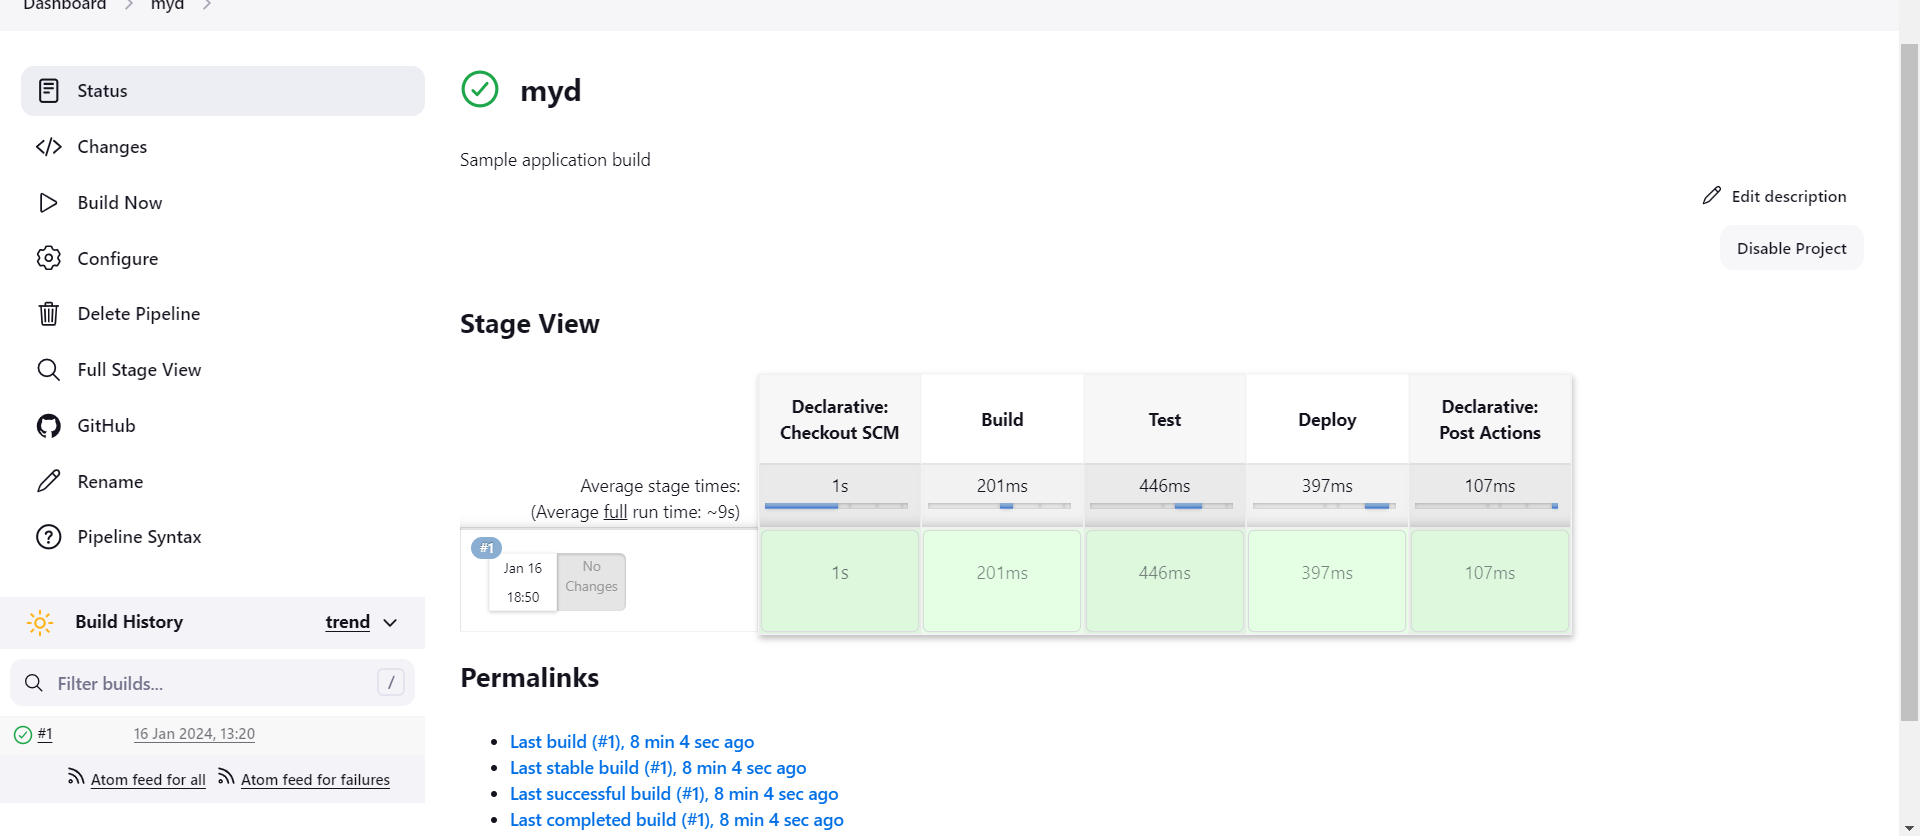 Dashboard > myd >
Status
Changes
Build Now
Configure
Delete Pipeline
Full Stage View
GitHub
Rename
Pipeline Syntax
Build History
trend
Filter builds...
/
#1
16 Jan 2024, 13:20
Atom feed for all
Atom feed for failures
myd
Sample application build
Edit description
Disable Project
Stage View
Declarative:
Checkout SCM
Build
Test
Deploy
Declarative:
Post Actions
Average stage times:
(Average full run time: ~9s)
1s
201ms
446ms
397ms
107ms
#1
Jan 16
18:50
No
Changes
1s
201ms
446ms
397ms
107ms
Permalinks
Last build (#1), 8 min 4 sec ago
Last stable build (#1), 8 min 4 sec ago
Last successful build (#1), 8 min 4 sec ago
Last completed build (#1), 8 min 4 sec ago